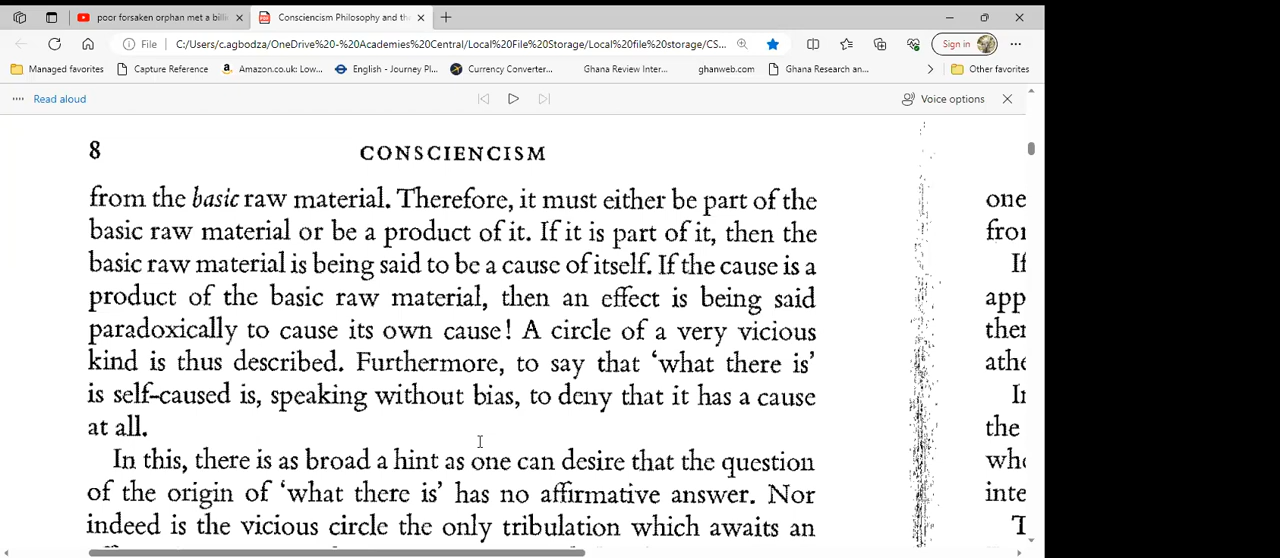 poor forsaken orphan met a billi
Consciencism Philosophy and th
File
C:/Users/c.agbodza/OneDrive%20-%20Academies%20Central/Local%20File%20Storage/Local%20file%20storage/CS...
Sign in
Managed favorites
Capture Reference
Amazon.co.uk: Low...
English - Journey Pl...
Currency Converter...
Ghana Review Inter...
ghanweb.com
Ghana Research an...
Other favorites
Read aloud
Voice options
8
CONSCIENCISM
from the basic raw material. Therefore, it must either be part of the
basic raw material or be a product of it. If it is part of it, then the
basic raw material is being said to be a cause of itself. If the cause is a
product of the basic raw material, then an effect is being said
paradoxically to cause its own cause! A circle of a very vicious
kind is thus described. Furthermore, to say that ‘what there is’
is self-caused is, speaking without bias, to deny that it has a cause
at all.
In this, there is as broad a hint as one can desire that the question
of the origin of ‘what there is’ has no affirmative answer. Nor
indeed is the vicious circle the only tribulation which awaits an
one
If
app
ther
athe
the
inte